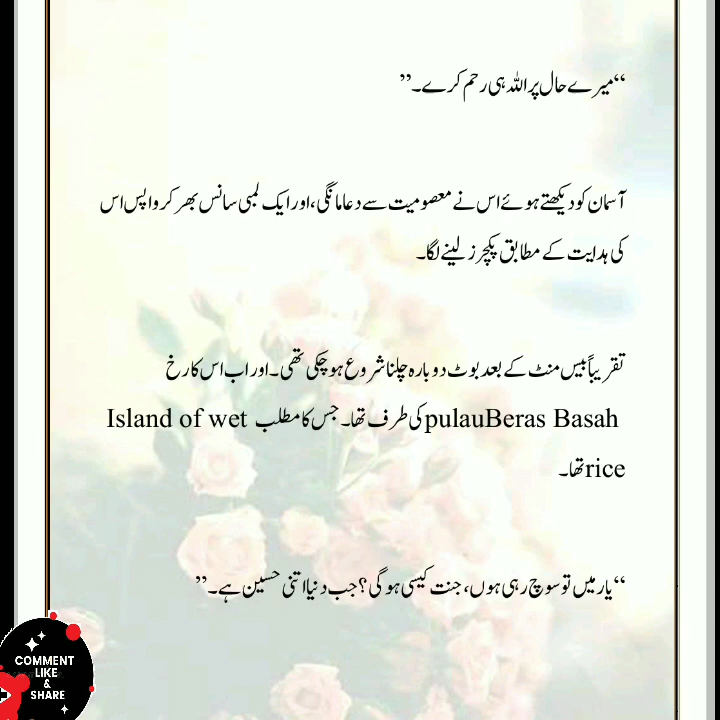 “میرے حال پر اللہ ہی رحم کرے۔”
آسمان کو دیکھتے ہوئے اس نے معصومیت سے دعا مانگی، اور ایک لمبی سانس بھر کر واپس اس
کی ہدایت کے مطابق پکچرز لینے لگا۔
تقریباً بیس منٹ کے بعد بوٹ دوبارہ چلنا شروع ہو چکی تھی۔ اور اب اس کا رخ
pulauBeras Basah کی طرف تھا۔ جس کا مطلب Island of wet
rice تھا۔
“یار میں تو سوچ رہی ہوں، جنت کیسی ہو گی؟ جب دنیا اتنی حسین ہے۔”
COMMENT
LIKE
&
SHARE